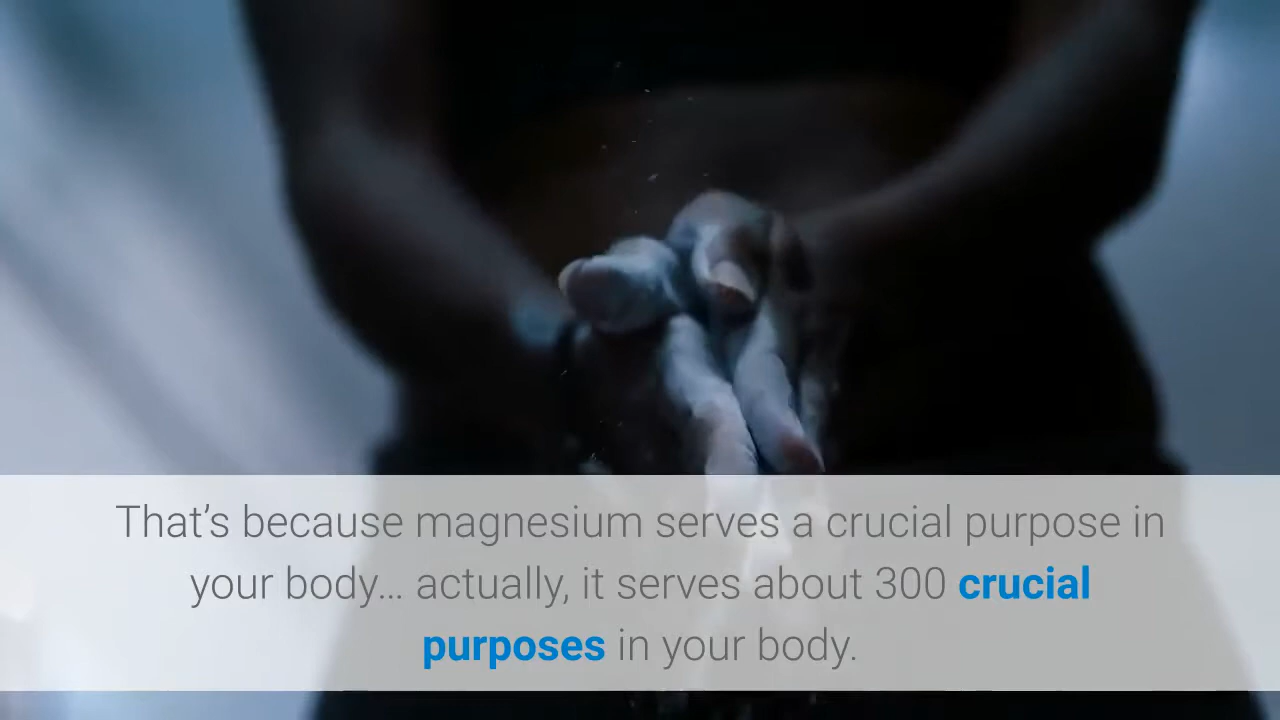 That’s because magnesium serves a crucial purpose in
your body... actually, it serves about 300 crucial
purposes in your body.